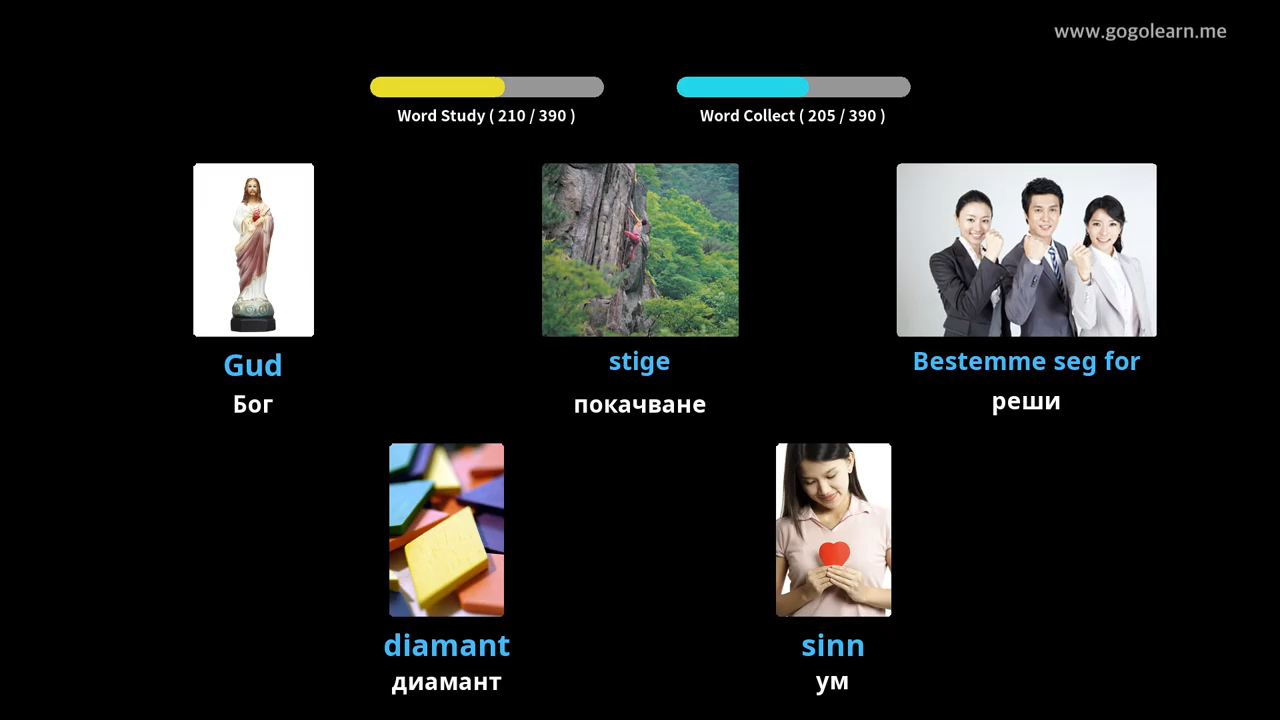 www.gogolearn.me
Word Study ( 210 / 390 )
Word Collect ( 205 / 390 )
Gud
stige
Bestemme seg for
Бог
покачване
реши
diamant
sinn
диамант
ум